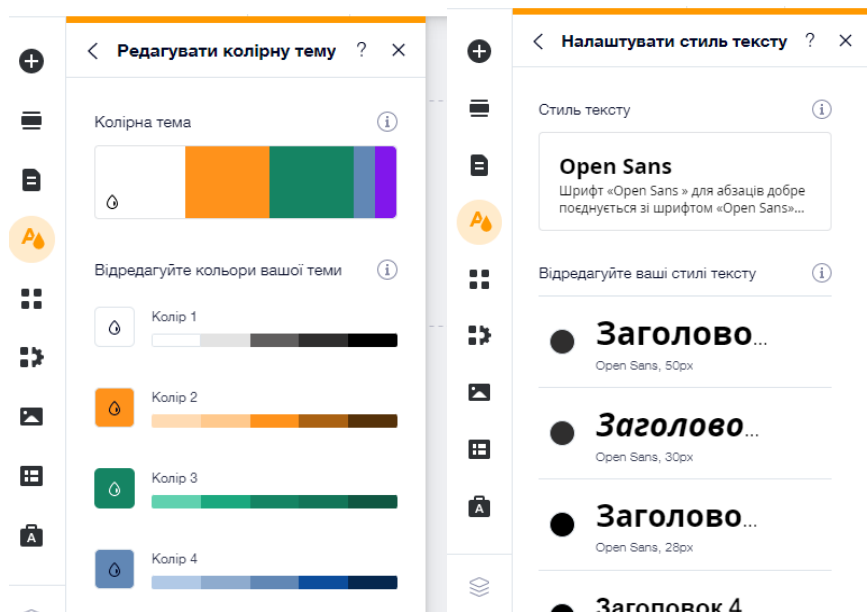 Редагувати колірну тему ?
Колірна тема
Відредагуйте кольори вашої теми
Колір 1
Колір 2
Колір 3
Колір 4
Налаштувати стиль тексту ?
Стиль тексту
Open Sans
Шрифт «Open Sans » для абзаців добре
поєднується зі шрифтом «Open Sans»...
Відредагуйте ваші стилі тексту
Заголово...
Open Sans, 50px
Заголово...
Open Sans, 30px
Заголово...
Open Sans, 28px
Заголовок 4